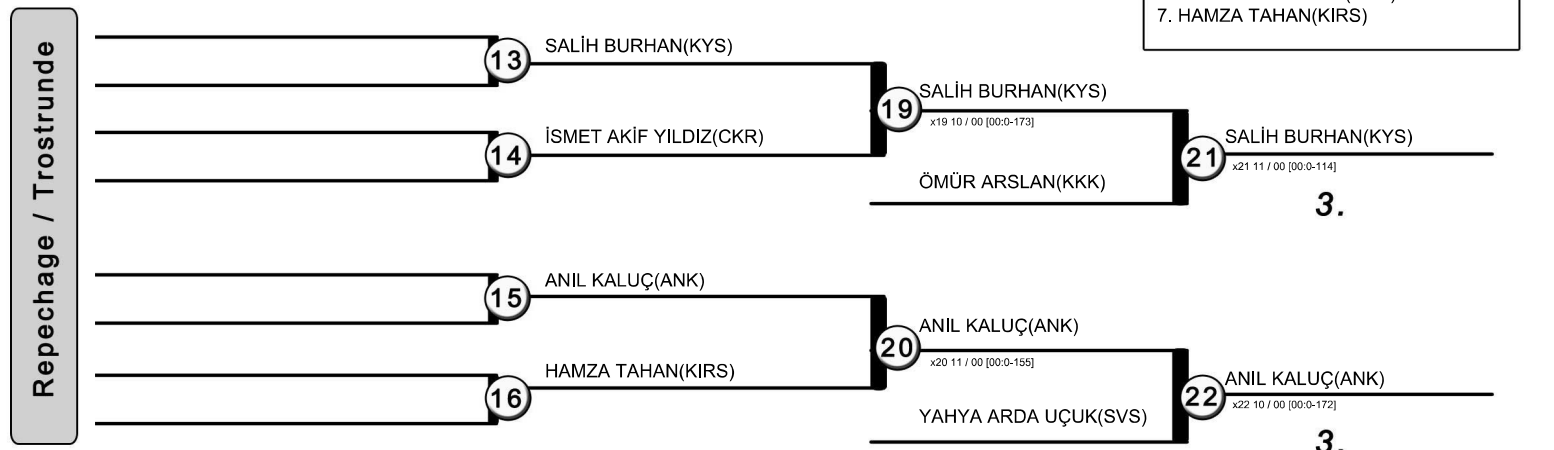 7. HAMZA TAHAN(KIRS)
Repechage / Trostrunde
13
SALİH BURHAN(KYS)
19
SALİH BURHAN(KYS)
x19 10 / 00 [00:0-173]
14
İSMET AKİF YILDIZ(CKR)
21
SALİH BURHAN(KYS)
x21 11 / 00 [00:0-114]
ÖMÜR ARSLAN(KKK)
3.
15
ANIL KALUÇ(ANK)
20
ANIL KALUÇ(ANK)
x20 11 / 00 [00:0-155]
16
HAMZA TAHAN(KIRS)
22
ANIL KALUÇ(ANK)
x22 10 / 00 [00:0-172]
YAHYA ARDA UÇUK(SVS)
3.